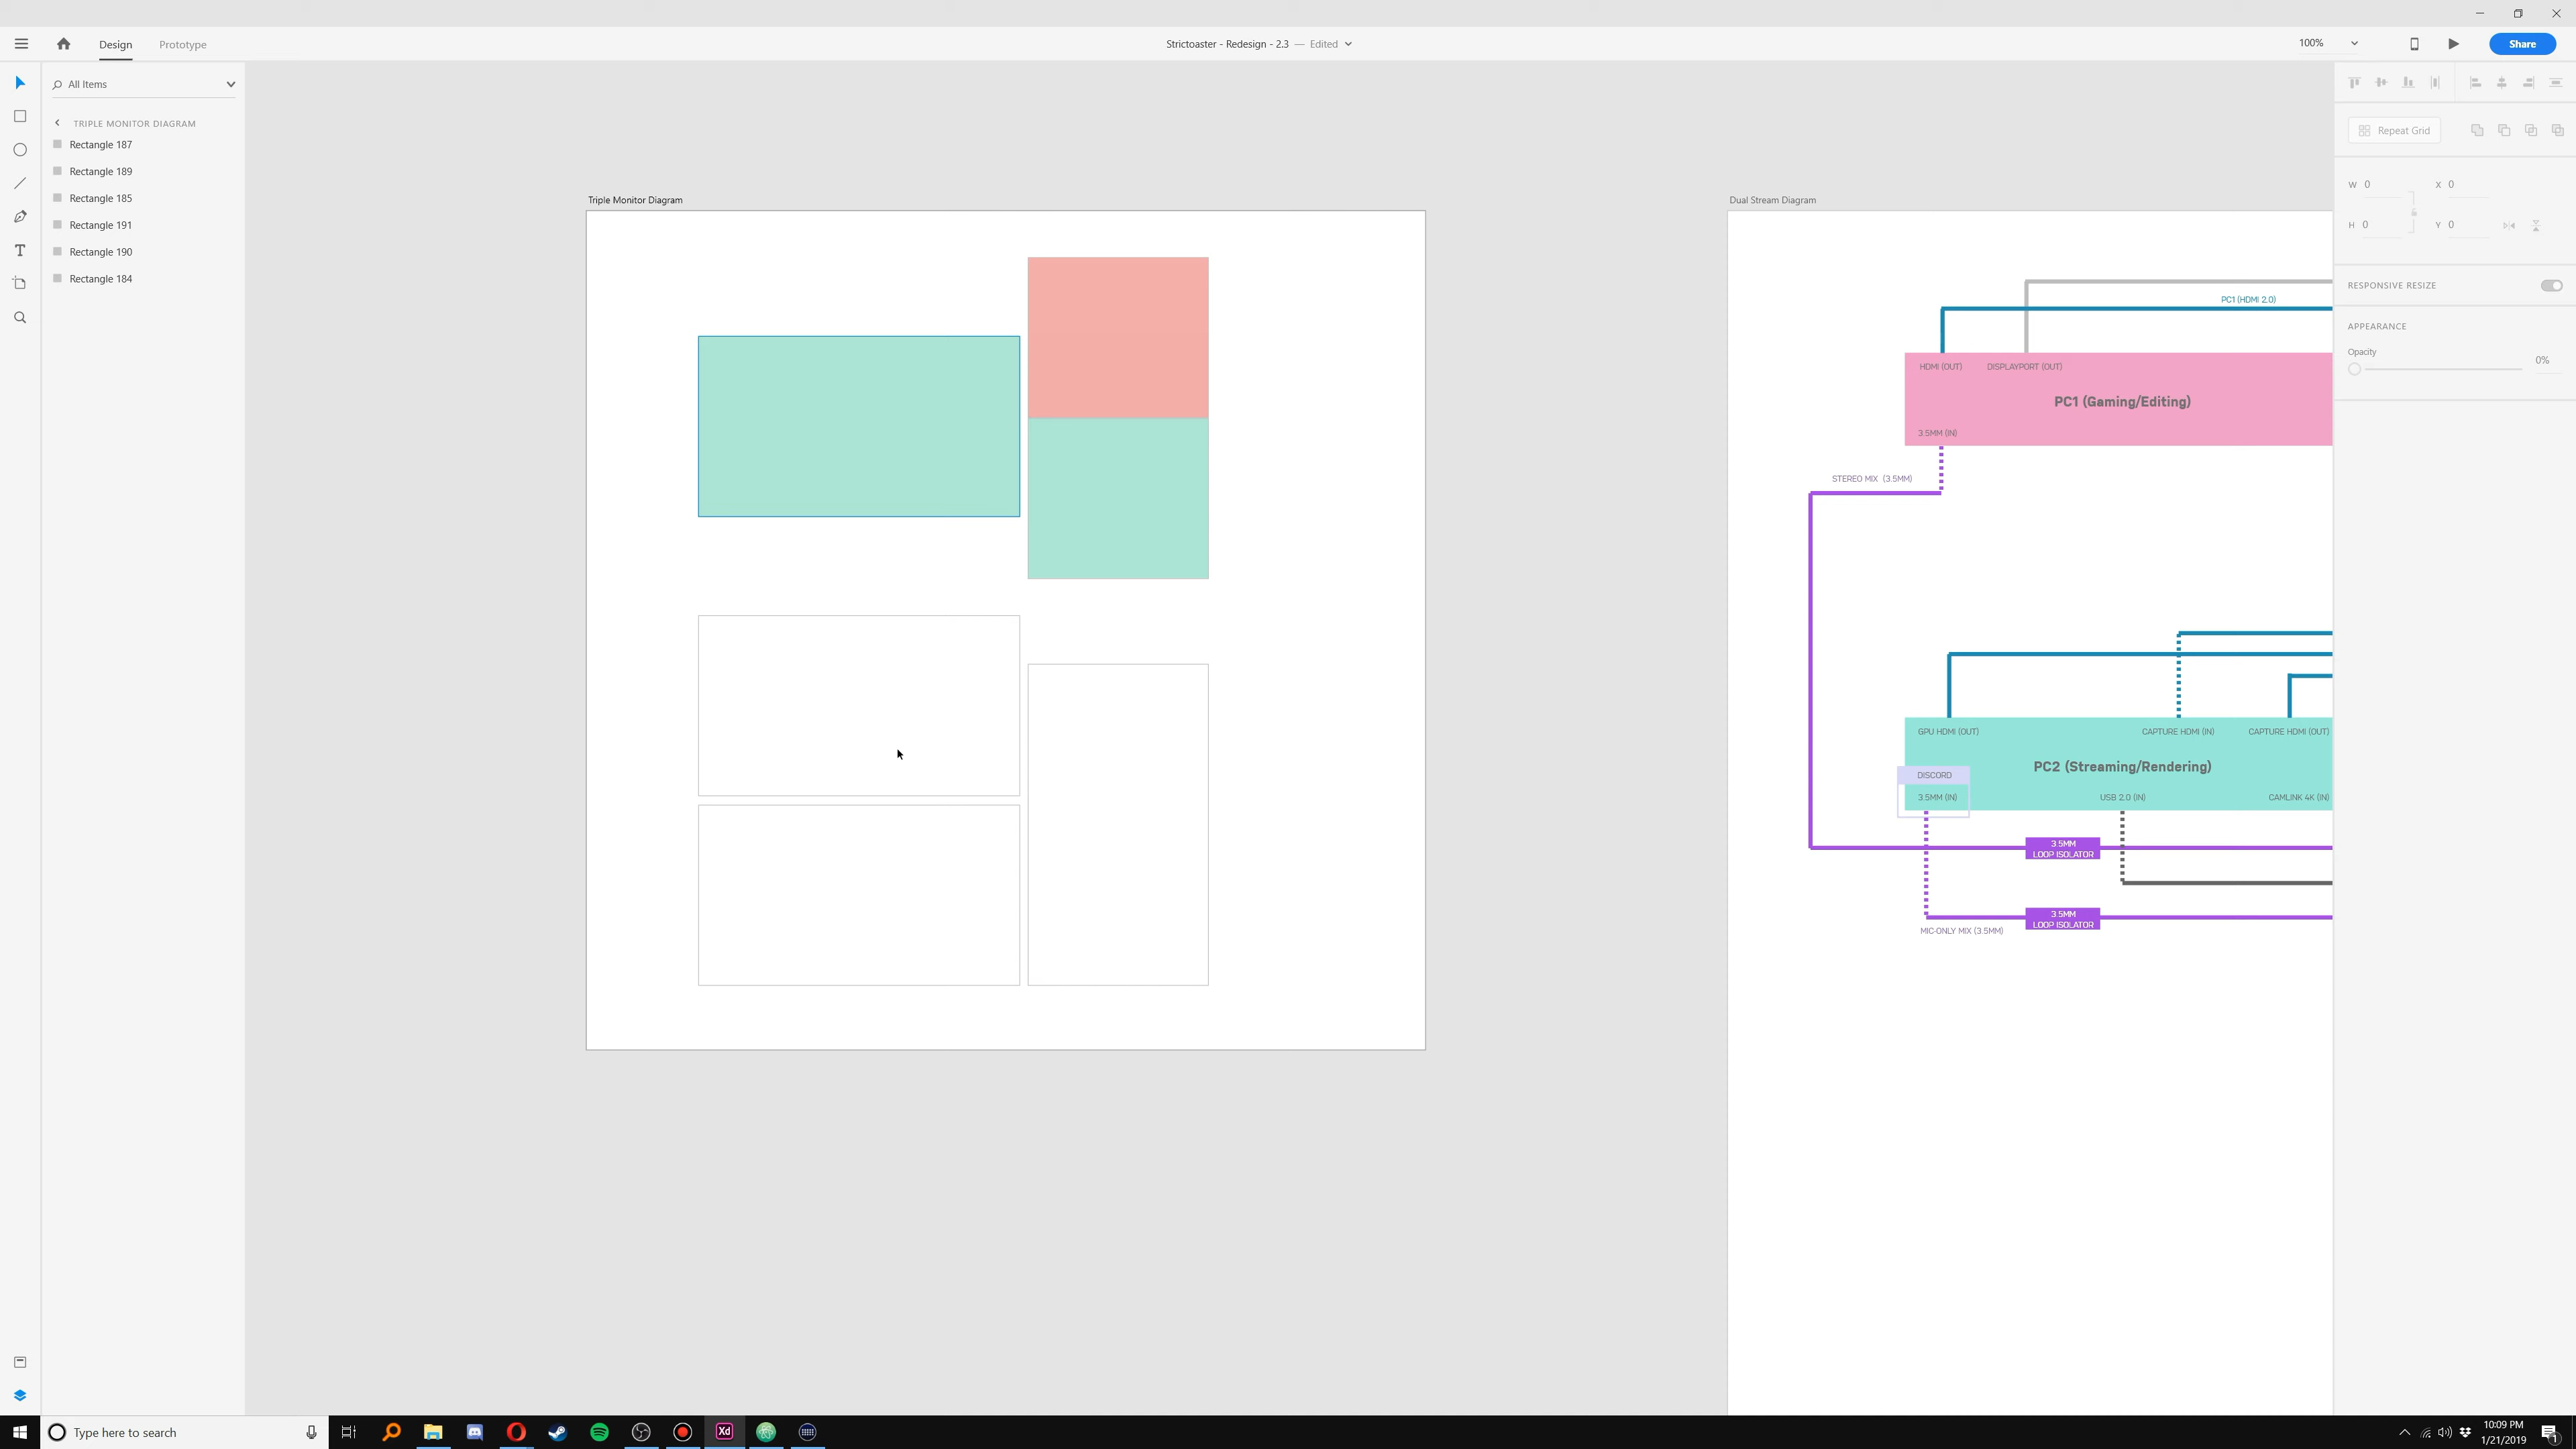 Design
Prototype
Strictoaster - Redesign - 2.3 — Edited
100%
Share
All Items
TRIPLE MONITOR DIAGRAM
Rectangle 187
Rectangle 189
Rectangle 185
Rectangle 191
Rectangle 190
Rectangle 184
Triple Monitor Diagram
Dual Stream Diagram
PC1 (HDMI 2.0)
HDMI (OUT)
DISPLAYPORT (OUT)
PC1 (Gaming/Editing)
3.5MM (IN)
STEREO MIX (3.5MM)
GPU HDMI (OUT)
CAPTURE HDMI (IN)
CAPTURE HDMI (OUT)
PC2 (Streaming/Rendering)
DISCORD
3.5MM (IN)
USB 2.0 (IN)
CAMLINK 4K (IN)
3.5MM
LOOP ISOLATOR
3.5MM
LOOP ISOLATOR
MIC-ONLY MIX (3.5MM)
Repeat Grid
W 0
X 0
H 0
Y 0
RESPONSIVE RESIZE
APPEARANCE
Opacity
0%
Type here to search
Xd
10:09 PM
1/21/2019
1